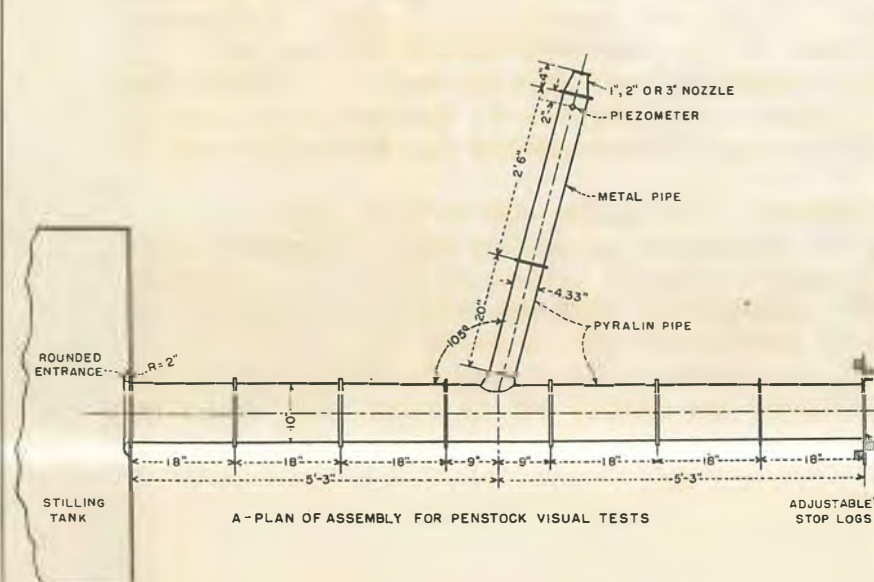 4"
1", 2" OR 3" NOZZLE
2"
PIEZOMETER
2'6"
METAL PIPE
4.33"
20"
105°
PYRALIN PIPE
ROUNDED
ENTRANCE
R=2"
10"
18" 18" 18" 9" 9" 18" 18" 18"
5'-3" 5'-3"
STILLING
TANK
A-PLAN OF ASSEMBLY FOR PENSTOCK VISUAL TESTS
ADJUSTABLE
STOP LOGS